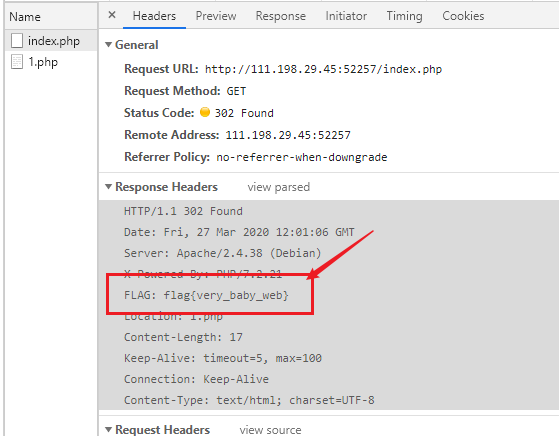 Name
× Headers Preview Response Initiator Timing Cookies
index.php
1.php
▼ General
Request URL: http://111.198.29.45:52257/index.php
Request Method: GET
Status Code: 302 Found
Remote Address: 111.198.29.45:52257
Referrer Policy: no-referrer-when-downgrade
▼ Response Headers view parsed
HTTP/1.1 302 Found
Date: Fri, 27 Mar 2020 12:01:06 GMT
Server: Apache/2.4.38 (Debian)
X-Powered-By: PHP/7.2.21
FLAG: flag{very_baby_web}
Location: 1.php
Content-Length: 17
Keep-Alive: timeout=5, max=100
Connection: Keep-Alive
Content-Type: text/html; charset=UTF-8
▼ Request Headers view source